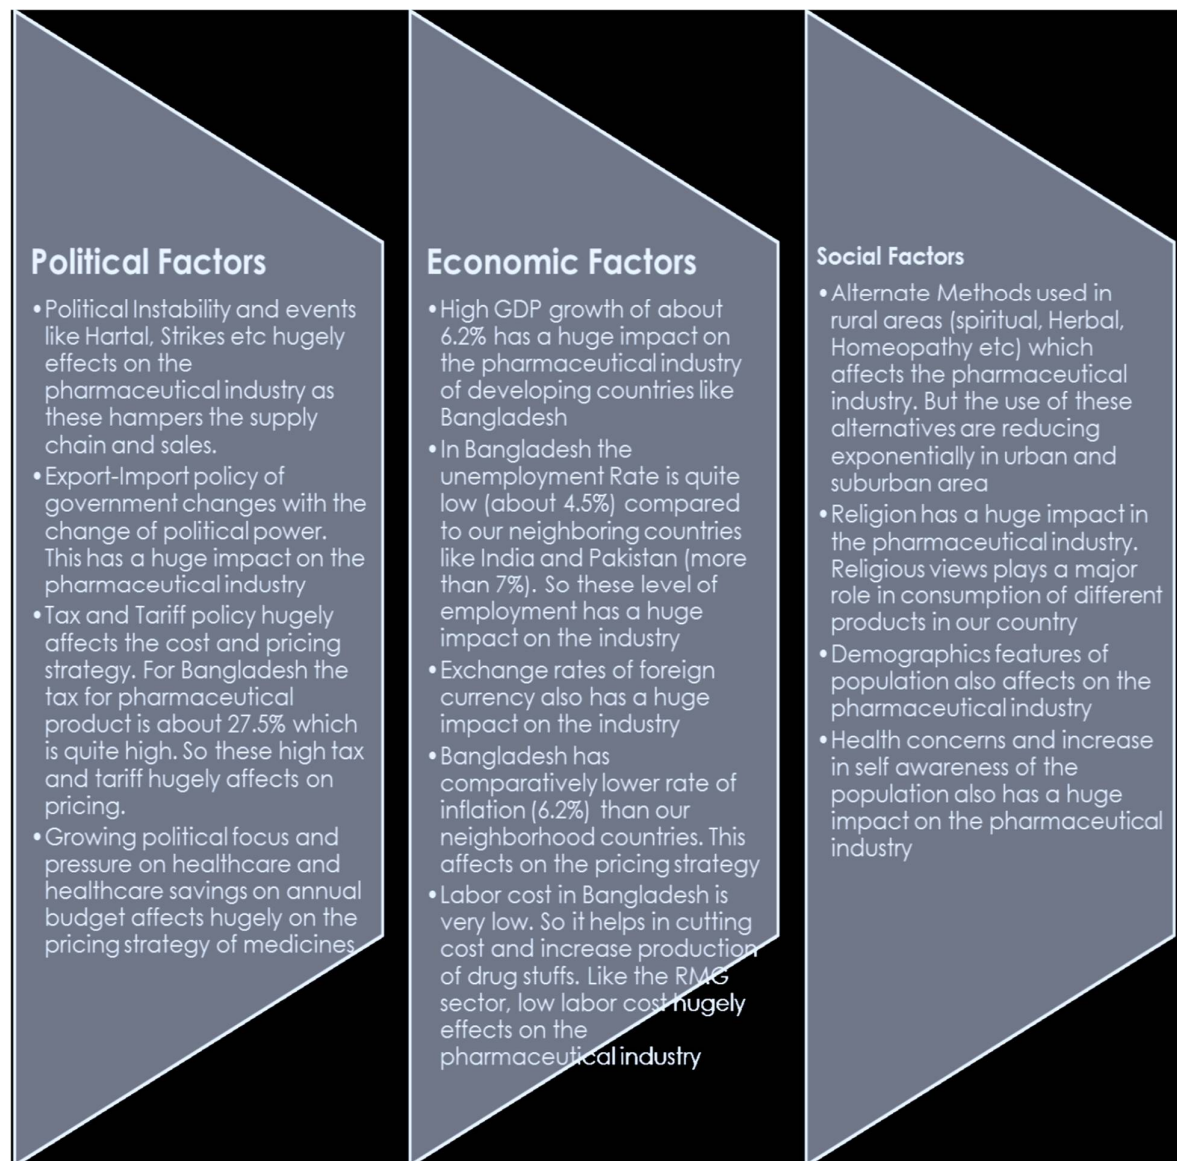 Political Factors
•Political Instability and events
like Hartal, Strikes etc hugely
effects on the
pharmaceutical industry as
these hampers the supply
chain and sales.
•Export-Import policy of
government changes with the
change of political power.
This has a huge impact on the
pharmaceutical industry
•Tax and Tariff policy hugely
affects the cost and pricing
strategy. For Bangladesh the
tax for pharmaceutical
product is about 27.5% which
is quite high. So these high tax
and tariff hugely affects on
pricing.
•Growing political focus and
pressure on healthcare and
healthcare savings on annual
budget affects hugely on the
pricing strategy of medicines
Economic Factors
•High GDP growth of about
6.2% has a huge impact on
the pharmaceutical industry
of developing countries like
Bangladesh
•In Bangladesh the
unemployment Rate is quite
low (about 4.5%) compared
to our neighboring countries
like India and Pakistan (more
than 7%). So these level of
employment has a huge
impact on the industry
•Exchange rates of foreign
currency also has a huge
impact on the industry
•Bangladesh has
comparatively lower rate of
inflation (6.2%) than our
neighborhood countries. This
affects on the pricing strategy
•Labor cost in Bangladesh is
very low. So it helps in cutting
cost and increase production
of drug stuffs. Like the RMG
sector, low labor cost hugely
effects on the
pharmaceutical industry
Social Factors
•Alternate Methods used in
rural areas (spiritual, Herbal,
Homeopathy etc) which
affects the pharmaceutical
industry. But the use of these
alternatives are reducing
exponentially in urban and
suburban area
•Religion has a huge impact in
the pharmaceutical industry.
Religious views plays a major
role in consumption of different
products in our country
•Demographics features of
population also affects on the
pharmaceutical industry
•Health concerns and increase
in self awareness of the
population also has a huge
impact on the pharmaceutical
industry